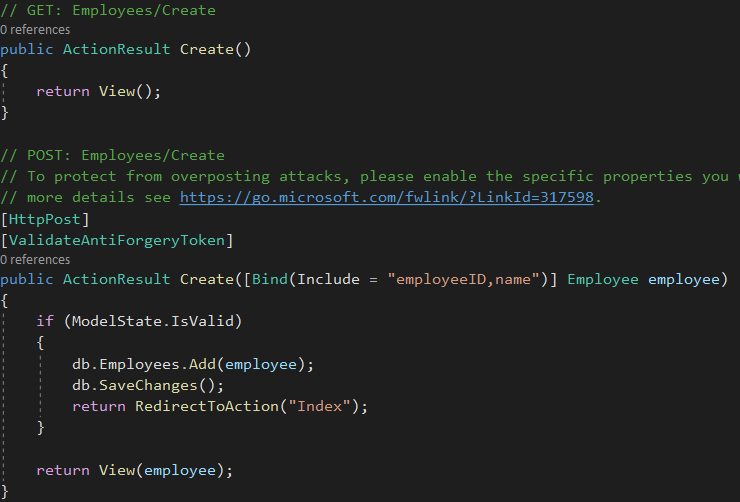 // GET: Employees/Create
0 references
public ActionResult Create()
{
return View();
}
// POST: Employees/Create
// To protect from overposting attacks, please enable the specific properties you
// more details see https://go.microsoft.com/fwlink/?LinkId=317598.
[HttpPost]
[ValidateAntiForgeryToken]
0 references
public ActionResult Create([Bind(Include = "employeeID,name")] Employee employee)
{
if (ModelState.IsValid)
{
db.Employees.Add(employee);
db.SaveChanges();
return RedirectToAction("Index");
}
return View(employee);
}